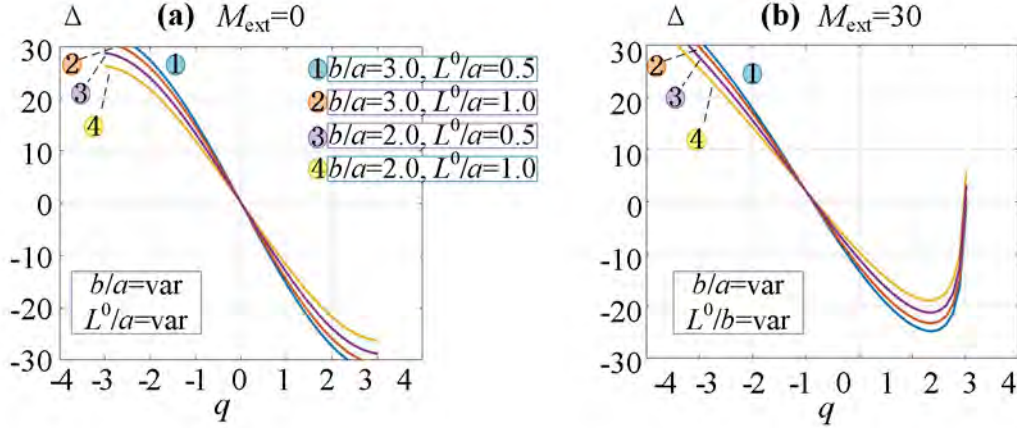 Δ (a) M_ext=0
30
20
10
0
-10
-20
-30
-4 -3 -2 -1 0 1 2 3 4
q
2
1
3
4
b/a=var
L⁰/a=var
1 b/a=3.0, L⁰/a=0.5
2 b/a=3.0, L⁰/a=1.0
3 b/a=2.0, L⁰/a=0.5
4 b/a=2.0, L⁰/a=1.0
Δ (b) M_ext=30
30
20
10
0
-10
-20
-30
-4 -3 -2 -1 0 1 2 3 4
q
2
1
3
4
b/a=var
L⁰/b=var